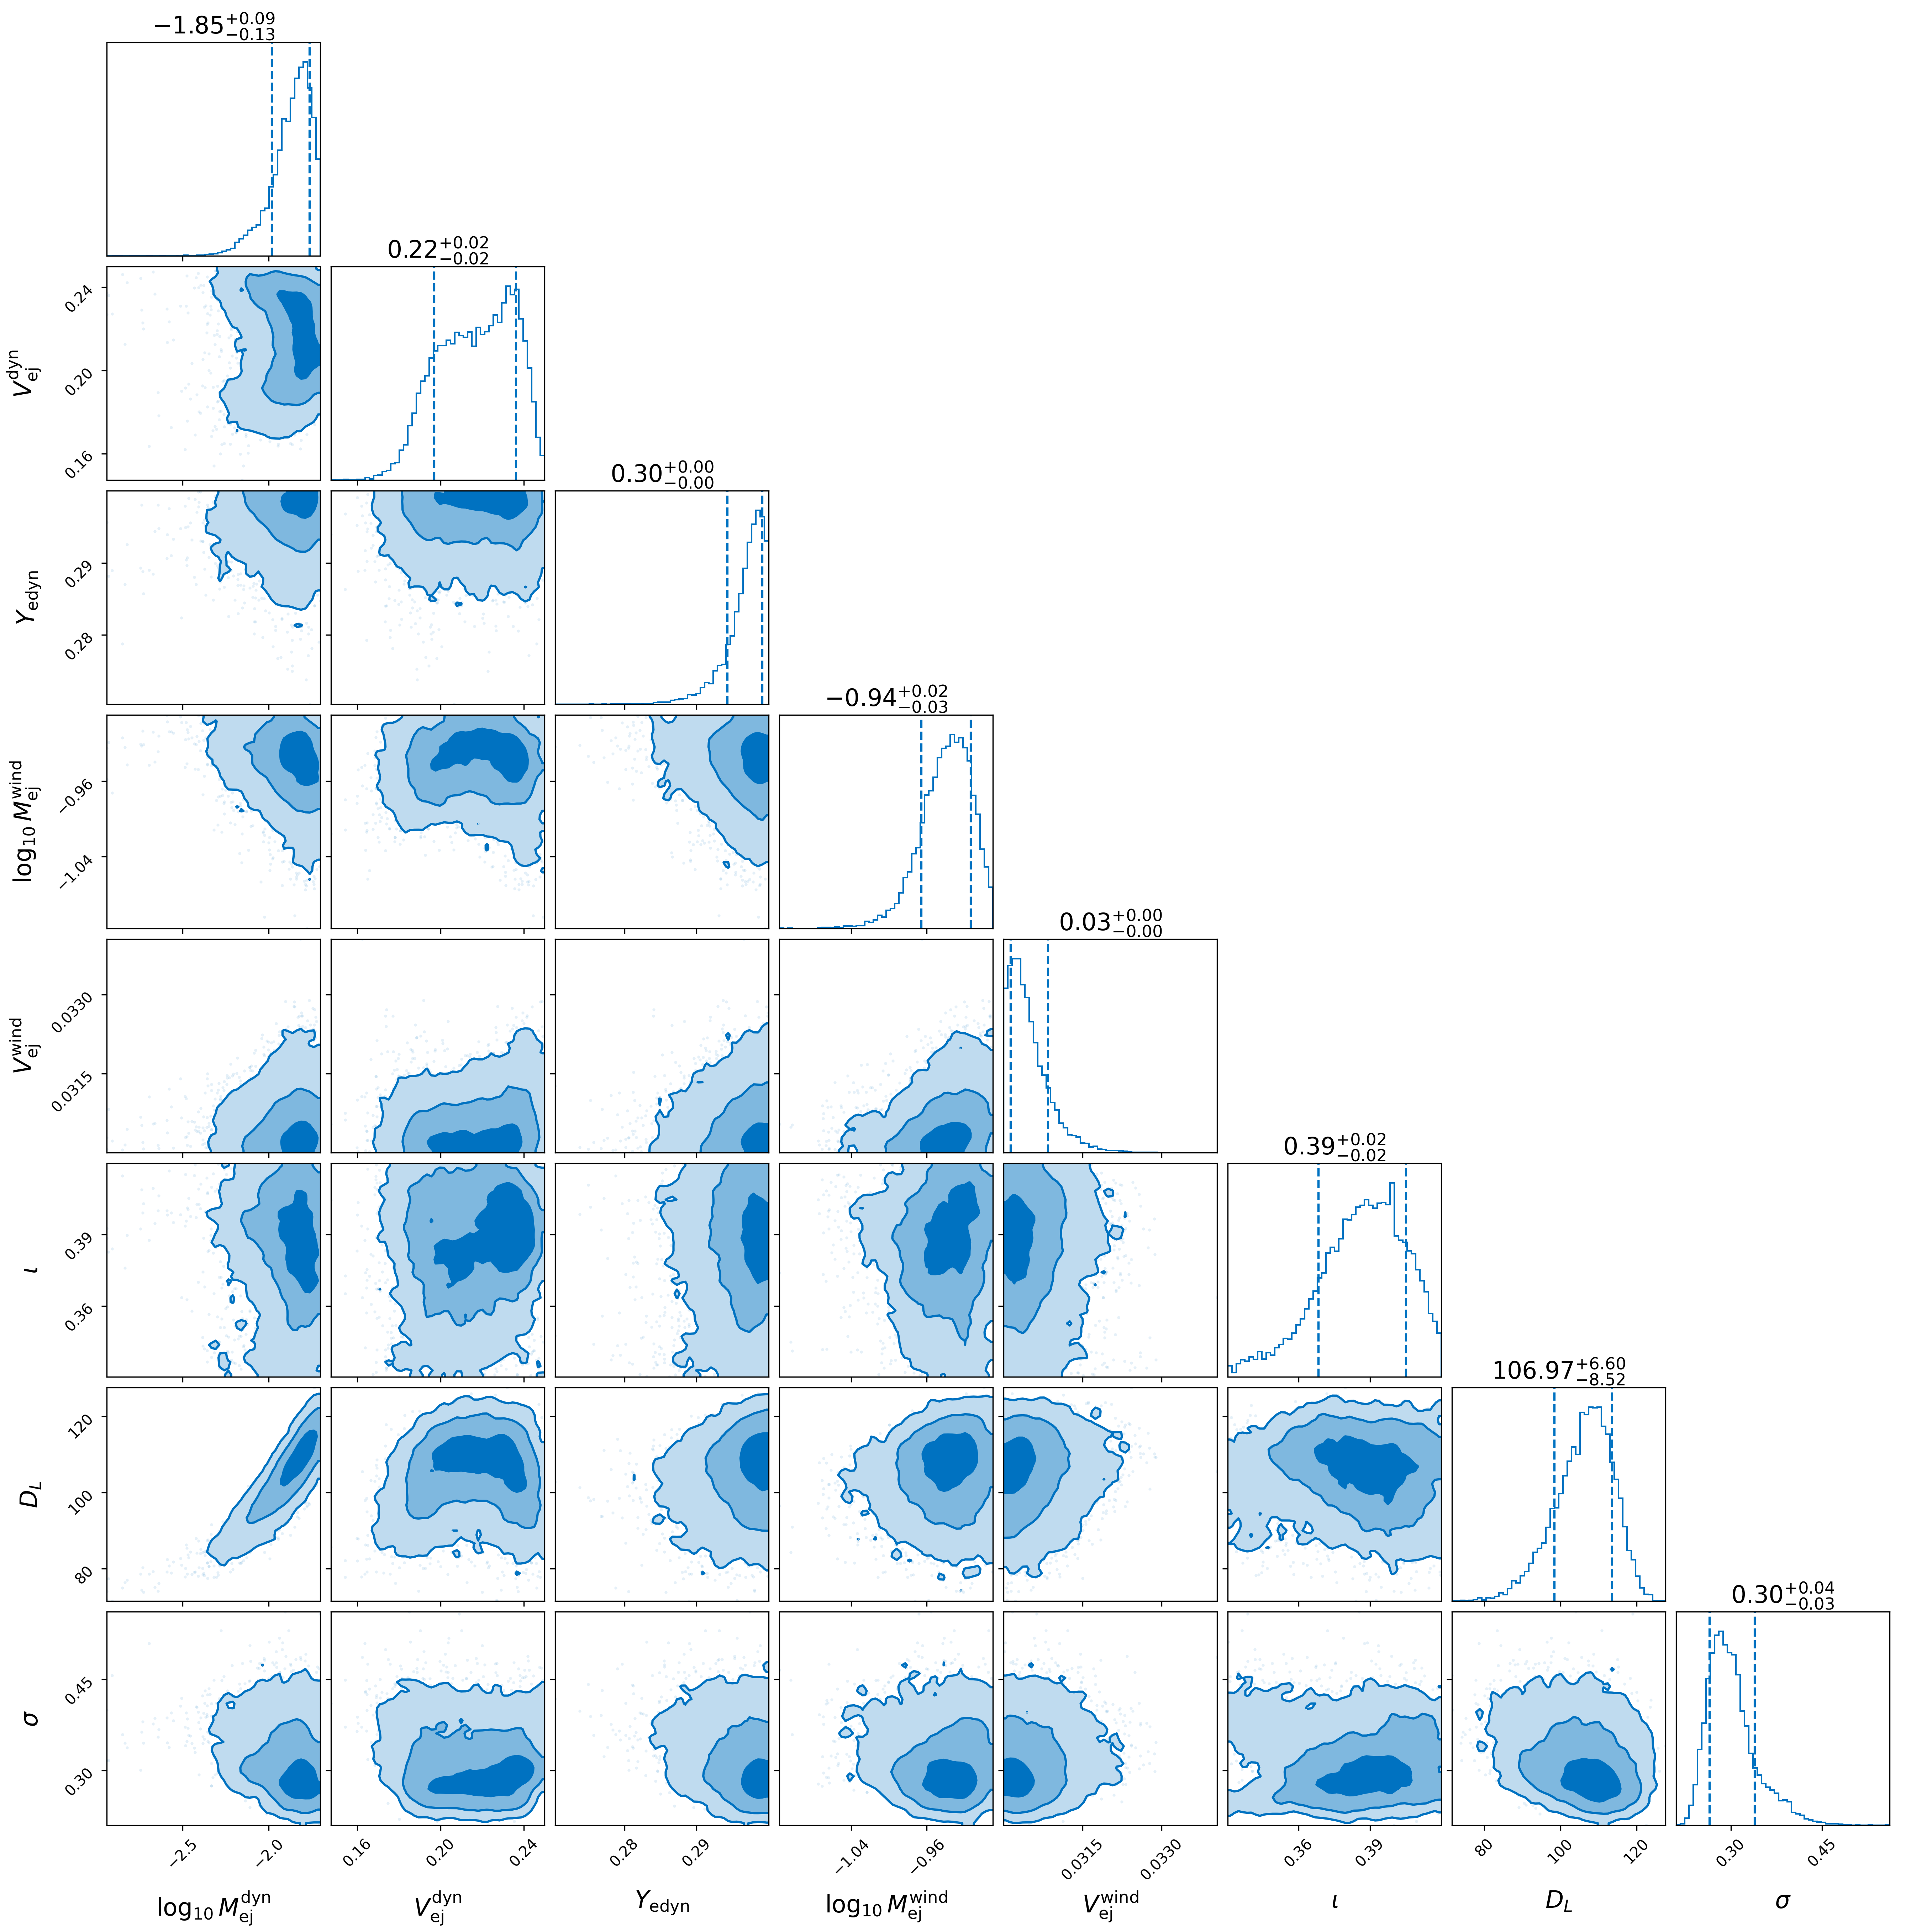 −1.85+0.09−0.13
0.22+0.02−0.02
0.24
0.20
0.16
V_ej^dyn
0.30+0.00−0.00
0.29
0.28
Y_edyn
−0.94+0.02−0.03
−0.96
−1.04
log10 M_ej^wind
0.03+0.00−0.00
0.0330
0.0315
V_ej^wind
0.39+0.02−0.02
0.39
0.36
ι
106.97+6.60−8.52
120
100
80
D_L
0.30+0.04−0.03
0.45
0.30
σ
−2.5 −2.0 0.16 0.20 0.24 0.28 0.29 −1.04 −0.96 0.0315 0.0330 0.36 0.39 80 100 120 0.30 0.45
log10 M_ej^dyn V_ej^dyn Y_edyn log10 M_ej^wind V_ej^wind ι D_L σ